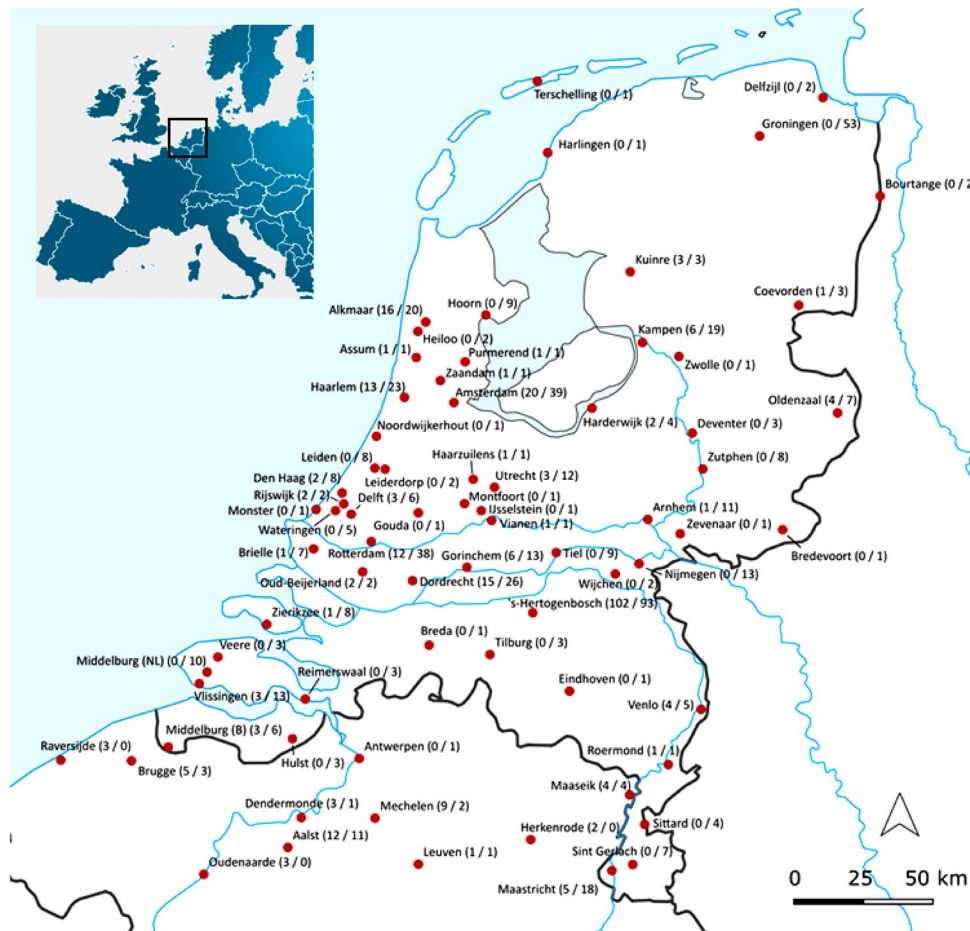 Terschelling (0 / 1)
Delfzijl (0 / 2)
Groningen (0 / 53)
Harlingen (0 / 1)
Bourtange (0 / 2
Kuinre (3 / 3)
Coevorden (1 / 3)
Alkmaar (16 / 20)
Hoorn (0 / 9)
Heiloo (0 / 2)
Kampen (6 / 19)
Assum (1 / 1)
Purmerend (1 / 1)
Zwolle (0 / 1)
Zaandam (1 / 1)
Haarlem (13 / 23)
Amsterdam (20 / 39)
Oldenzaal (4 / 7)
Noordwijkerhout (0 / 1)
Harderwijk (2 / 4)
Deventer (0 / 3)
Leiden (0 / 8)
Haarzuilens (1 / 1)
Zutphen (0 / 8)
Den Haag (2 / 8)
Leiderdorp (0 / 2)
Utrecht (3 / 12)
Rijswijk (2 / 2)
Delft (3 / 6)
Montfoort (0 / 1)
Monster (0 / 1)
IJsselstein (0 / 1)
Arnhem (1 / 11)
Wateringen (0 / 5)
Gouda (0 / 1)
Vianen (1 / 1)
Zevenaar (0 / 1)
Brielle (1 / 7)
Rotterdam (12 / 38)
Gorinchem (6 / 13)
Tiel (0 / 9)
Bredevoort (0 / 1)
Nijmegen (0 / 13)
Oud-Beijerland (2 / 2)
Dordrecht (15 / 26)
Wijchen (0 / 2)
's-Hertogenbosch (102 / 93)
Zierikzee (1 / 8)
Breda (0 / 1)
Veere (0 / 3)
Tilburg (0 / 3)
Middelburg (NL) (0 / 10)
Reimerswaal (0 / 3)
Eindhoven (0 / 1)
Vlissingen (3 / 13)
Venlo (4 / 5)
Middelburg (B) (3 / 6)
Raversijde (3 / 0)
Antwerpen (0 / 1)
Roermond (1 / 1)
Brugge (5 / 3)
Hulst (0 / 3)
Maaseik (4 / 4)
Dendermonde (3 / 1)
Mechelen (9 / 2)
Aalst (12 / 11)
Herkenrode (2 / 0)
Sittard (0 / 4)
Leuven (1 / 1)
Sint Gerlach (0 / 7)
Oudenaarde (3 / 0)
Maastricht (5 / 18)
0 25 50 km